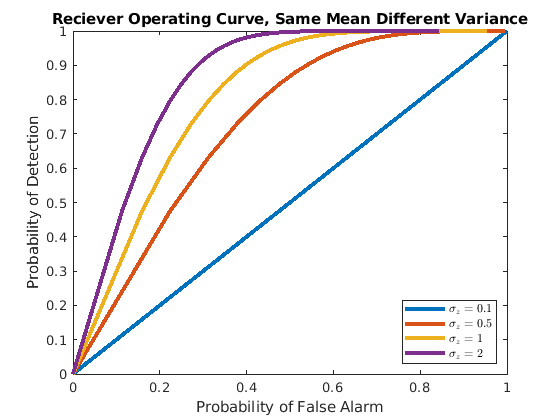 Reciever Operating Curve, Same Mean Different Variance
Probability of Detection
1
0.9
0.8
0.7
0.6
0.5
0.4
0.3
0.2
0.1
0
0 0.2 0.4 0.6 0.8 1
Probability of False Alarm
σz = 0.1
σz = 0.5
σz = 1
σz = 2